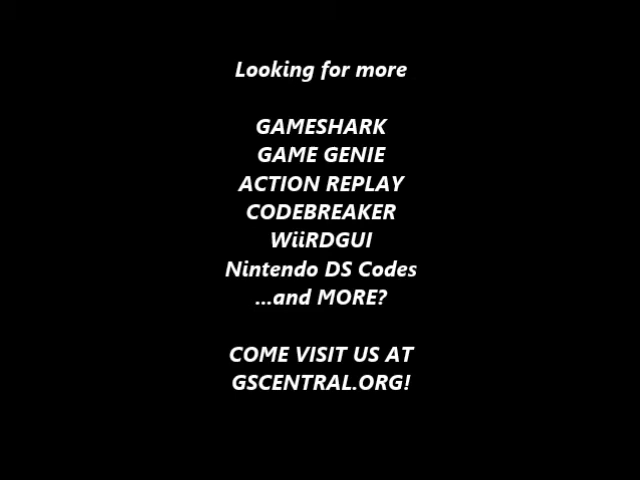 Looking for more
GAMESHARK
GAME GENIE
ACTION REPLAY
CODEBREAKER
WiiRDGUI
Nintendo DS Codes
...and MORE?
COME VISIT US AT
GSCENTRAL.ORG!